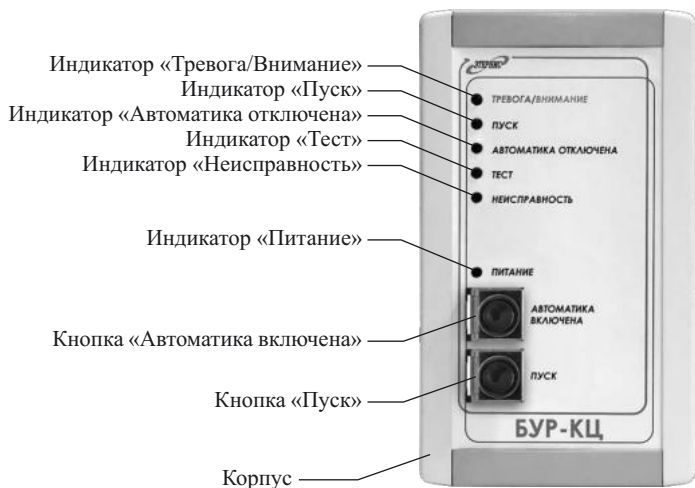 Индикатор «Тревога/Внимание»
Индикатор «Пуск»
Индикатор «Автоматика отключена»
Индикатор «Тест»
Индикатор «Неисправность»
Индикатор «Питание»
Кнопка «Автоматика включена»
Кнопка «Пуск»
Корпус
ЭТЕРНИС
ТРЕВОГА/ВНИМАНИЕ
ПУСК
АВТОМАТИКА ОТКЛЮЧЕНА
ТЕСТ
НЕИСПРАВНОСТЬ
ПИТАНИЕ
АВТОМАТИКА
ВКЛЮЧЕНА
ПУСК
БУР-КЦ